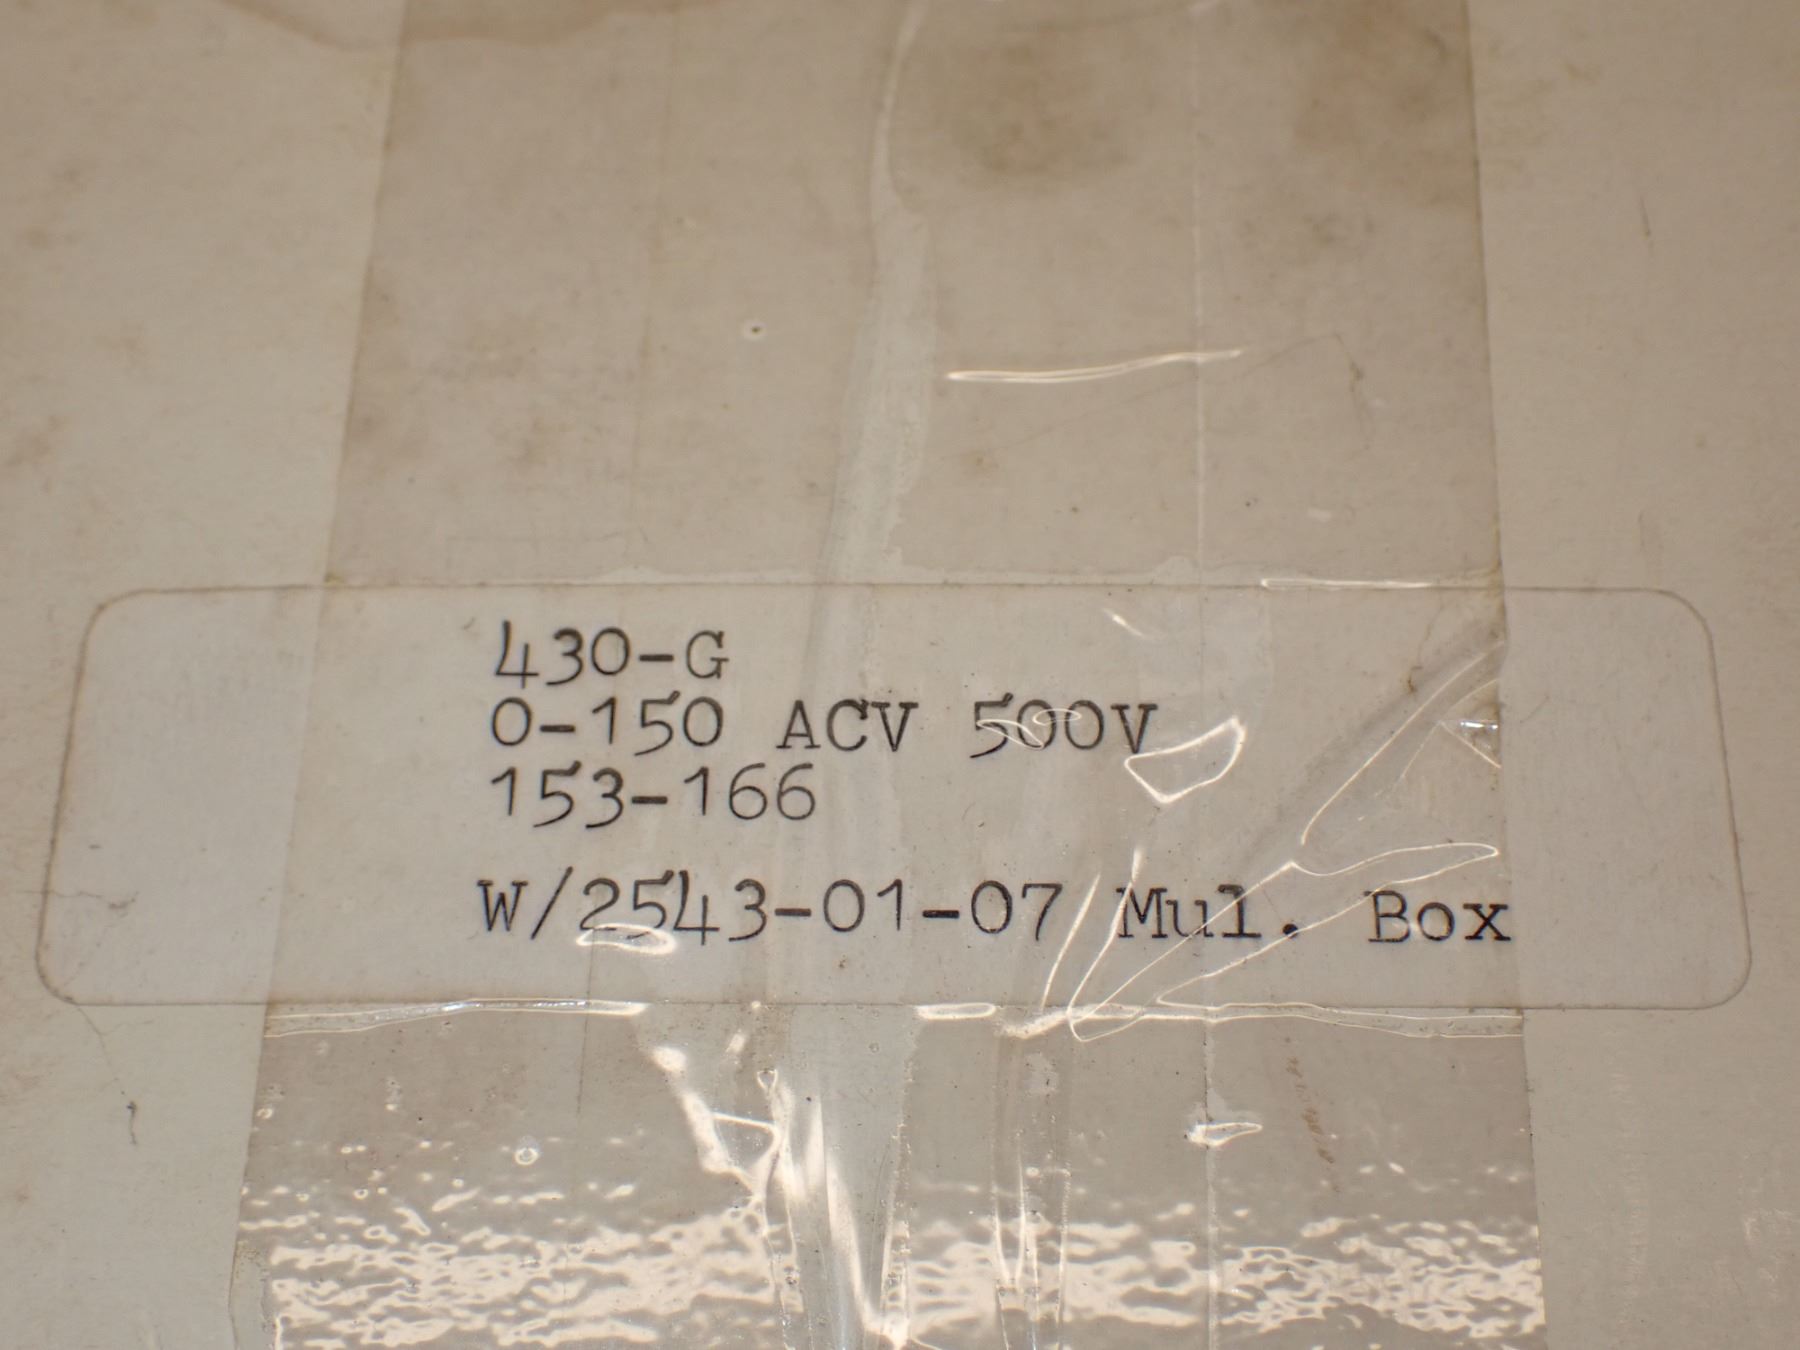 430-G
0-150 ACV 500V
153-166
W/2543-01-07 Mul. Box